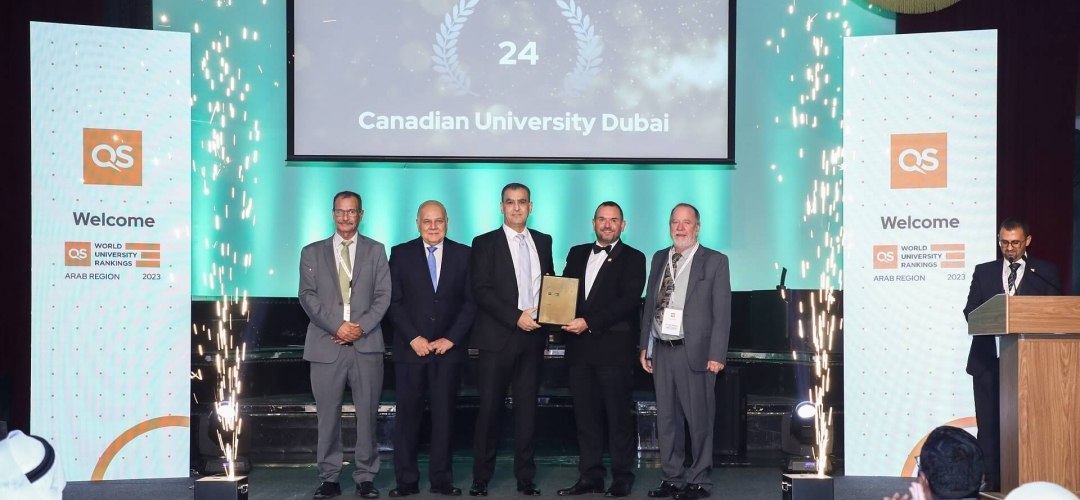 24
Canadian University Dubai
QS
Welcome
QS WORLD
UNIVERSITY
RANKINGS
ARAB REGION 2023
QS
Welcome
QS WORLD
UNIVERSITY
RANKINGS
ARAB REGION 2023